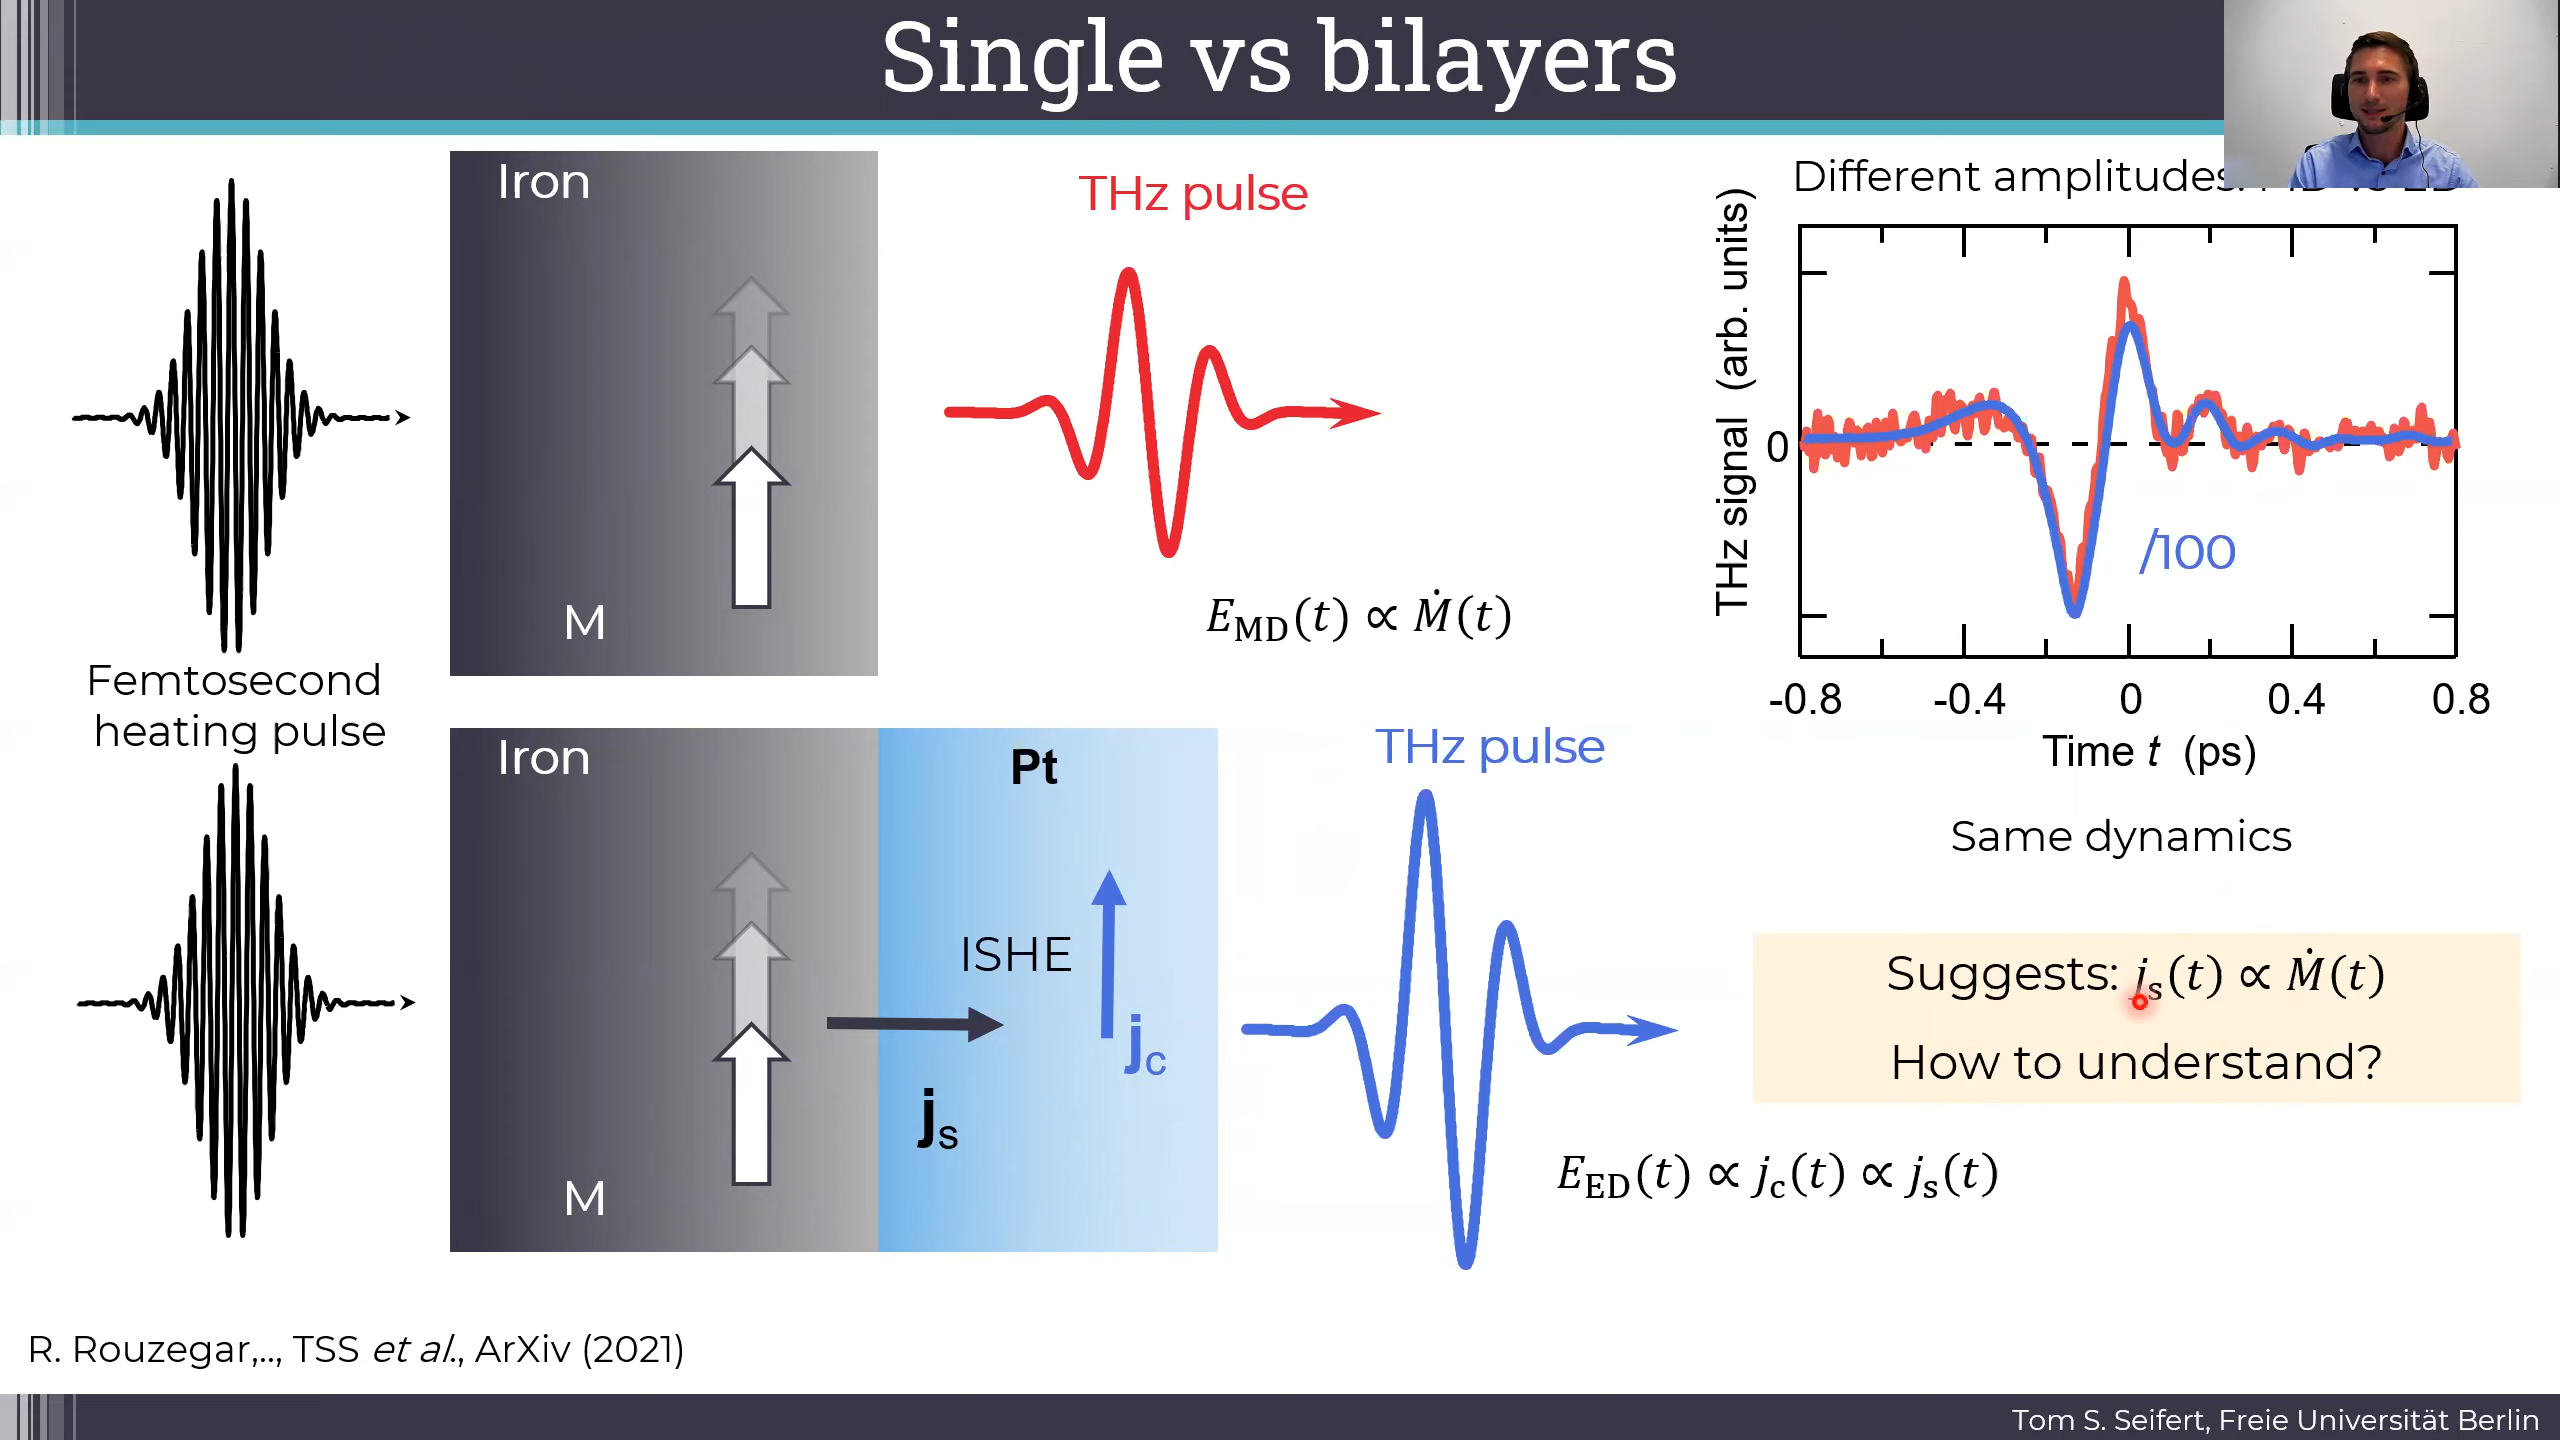 Single vs bilayers
Iron
M
Femtosecond
heating pulse
THz pulse
E_MD(t) ∝ Ṁ(t)
Different amplitudes:
THz signal (arb. units)
0
/100
-0.8 -0.4 0 0.4 0.8
Time t (ps)
Same dynamics
Iron
M
Pt
ISHE
j_c
j_s
THz pulse
Suggests: j_s(t) ∝ Ṁ(t)
How to understand?
E_ED(t) ∝ j_c(t) ∝ j_s(t)
R. Rouzegar,.., TSS et al., ArXiv (2021)
Tom S. Seifert, Freie Universität Berlin